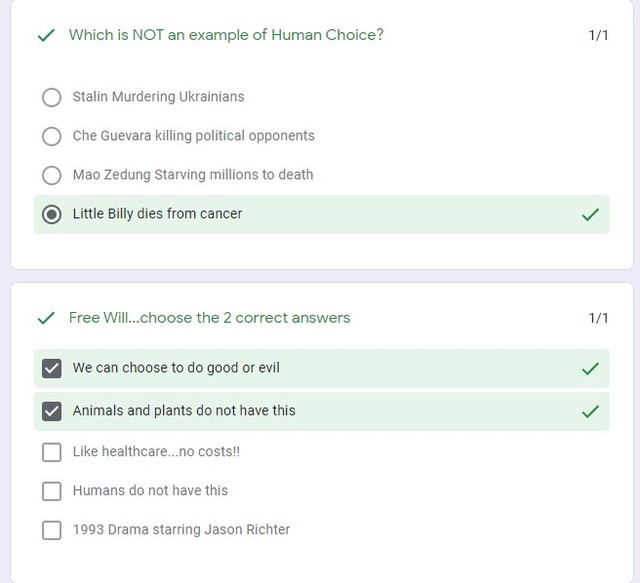 Which is NOT an example of Human Choice?
1/1
Stalin Murdering Ukrainians
Che Guevara killing political opponents
Mao Zedung Starving millions to death
Little Billy dies from cancer
Free Will...choose the 2 correct answers
1/1
We can choose to do good or evil
Animals and plants do not have this
Like healthcare...no costs!!
Humans do not have this
1993 Drama starring Jason Richter